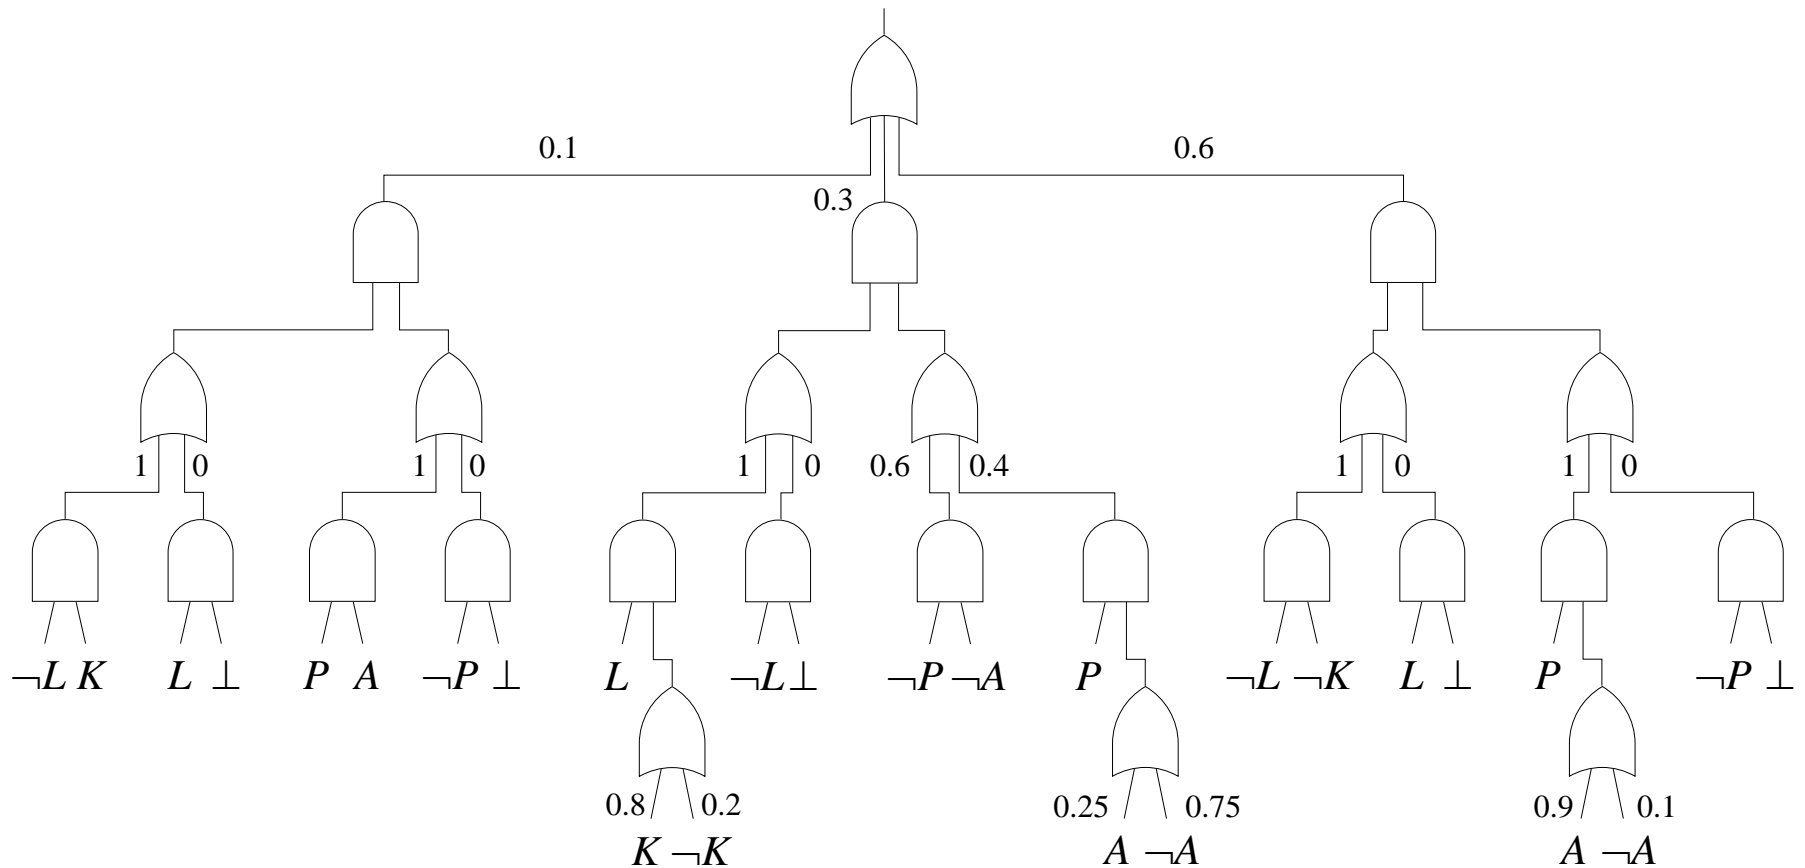 0.1 0.6
0.3
1 0 1 0 1 0 0.6 0.4 1 0 1 0
¬L K L ⊥ P A ¬P ⊥ L ¬L⊥ ¬P ¬A P ¬L ¬K L ⊥ P ¬P ⊥
0.8 0.2 0.25 0.75 0.9 0.1
K ¬K A ¬A A ¬A